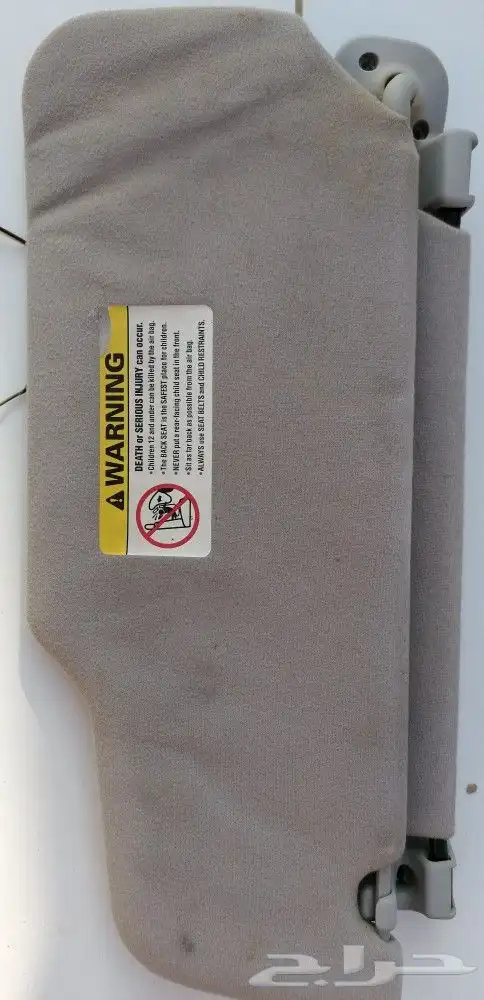 WARNING
DEATH or SERIOUS INJURY can occur.
• Children 12 and under can be killed by the air bag.
• The BACK SEAT is the SAFEST place for children.
• NEVER put a rear-facing child seat in the front.
• Sit as far back as possible from the air bag.
• ALWAYS use SEAT BELTS and CHILD RESTRAINTS.
حراج